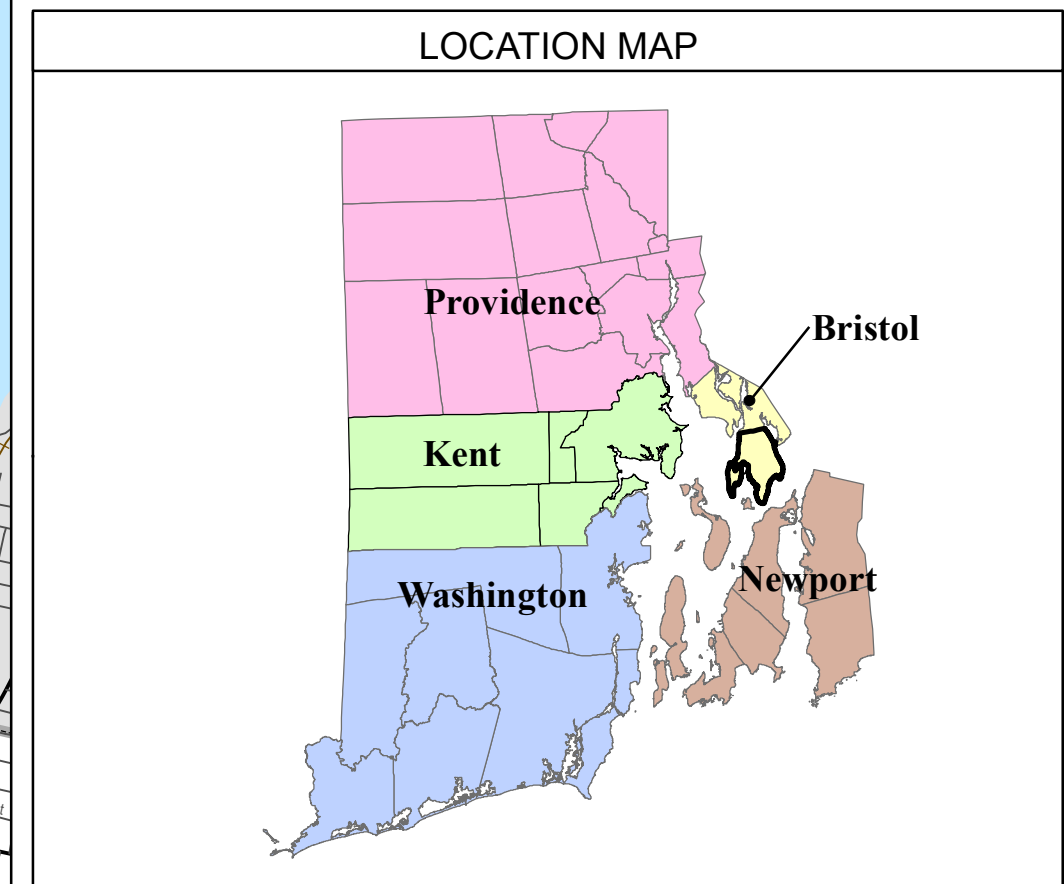 LOCATION MAP
Providence
Bristol
Kent
Newport
Washington
t